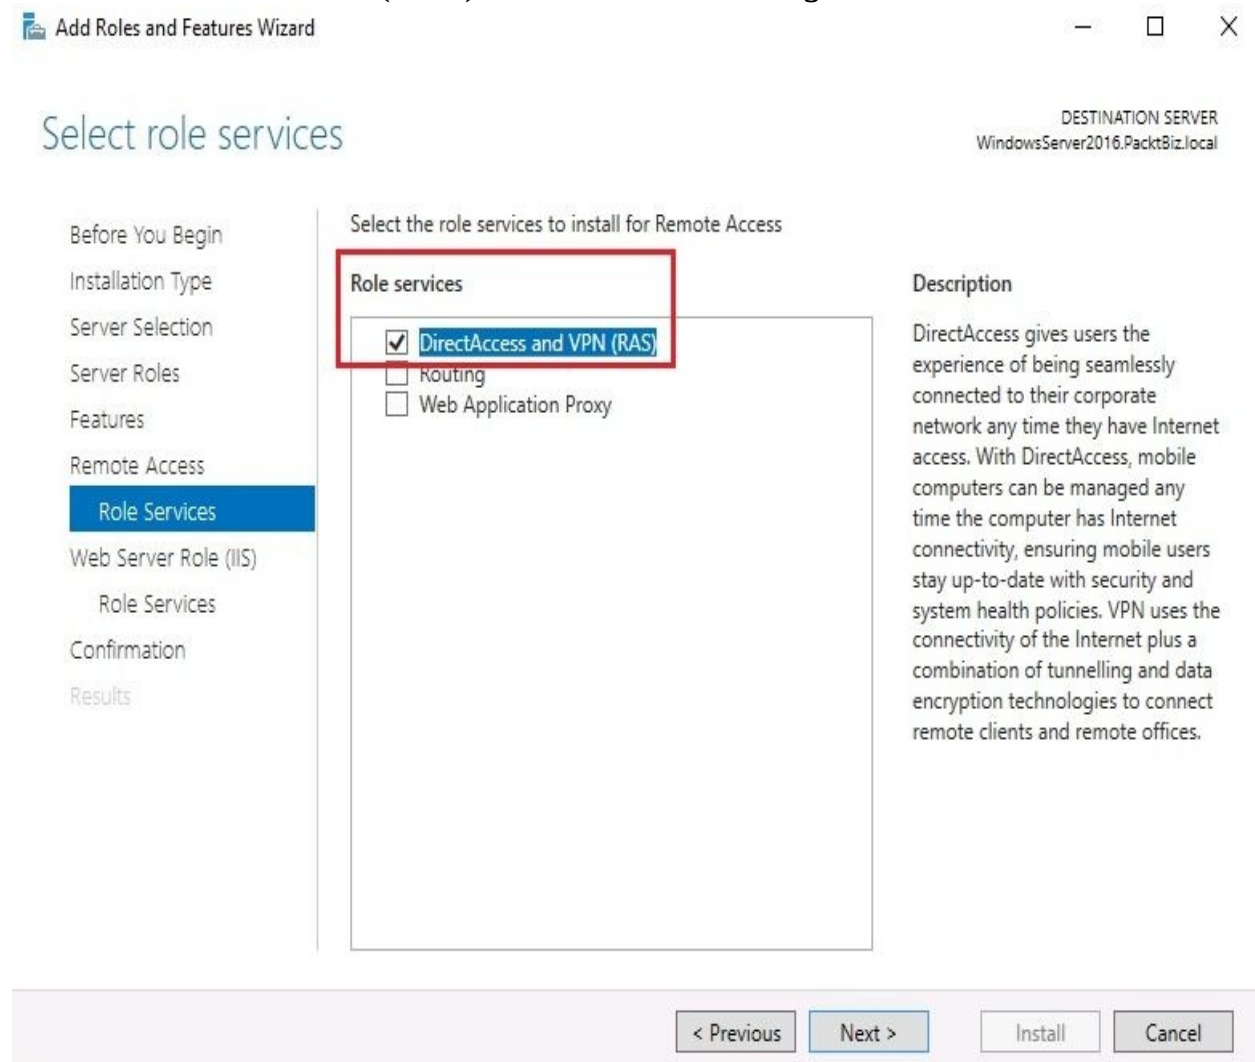 Add Roles and Features Wizard
Select role services
DESTINATION SERVER
WindowsServer2016.PacktBiz.local
Before You Begin
Installation Type
Server Selection
Server Roles
Features
Remote Access
Role Services
Web Server Role (IIS)
Role Services
Confirmation
Results
Select the role services to install for Remote Access
Role services
DirectAccess and VPN (RAS)
Routing
Web Application Proxy
Description
DirectAccess gives users the
experience of being seamlessly
connected to their corporate
network any time they have Internet
access. With DirectAccess, mobile
computers can be managed any
time the computer has Internet
connectivity, ensuring mobile users
stay up-to-date with security and
system health policies. VPN uses the
connectivity of the Internet plus a
combination of tunnelling and data
encryption technologies to connect
remote clients and remote offices.
< Previous
Next >
Install
Cancel